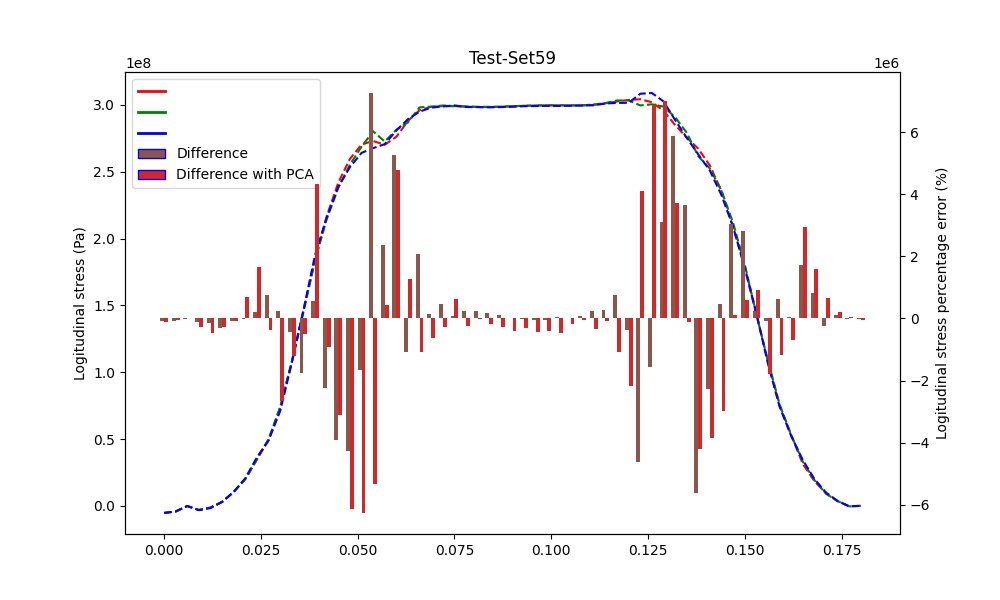 Test-Set59
1e8
1e6
Difference
Difference with PCA
3.0
2.5
2.0
1.5
1.0
0.5
0.0
Logitudinal stress (Pa)
6
4
2
0
−2
−4
−6
Logitudinal stress percentage error (%)
0.000 0.025 0.050 0.075 0.100 0.125 0.150 0.175